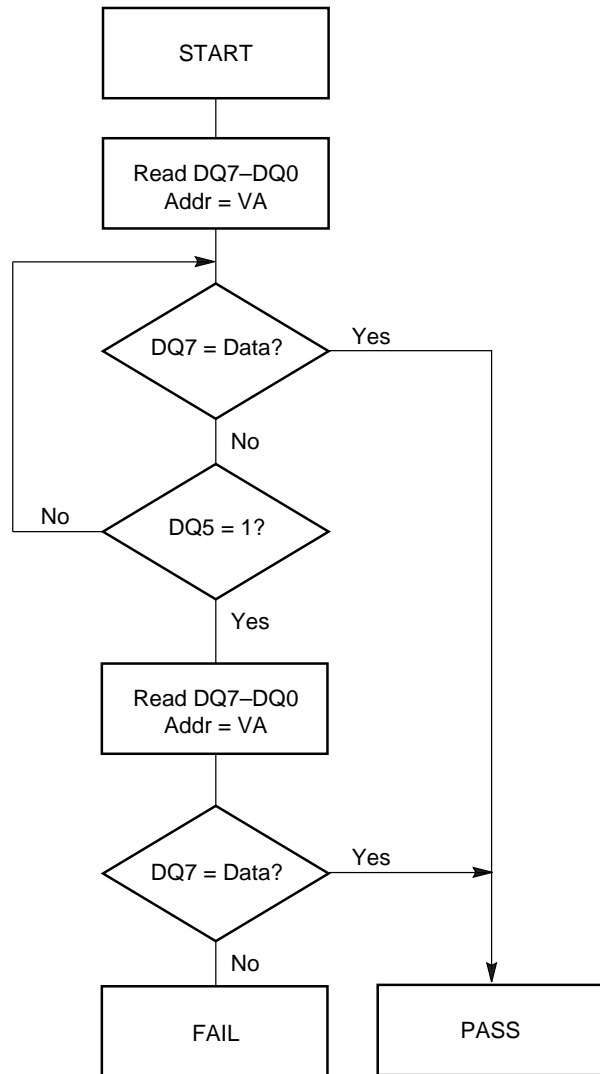 START
Read DQ7–DQ0
Addr = VA
DQ7 = Data?
Yes
No
No
DQ5 = 1?
Yes
Read DQ7–DQ0
Addr = VA
DQ7 = Data?
Yes
No
FAIL
PASS